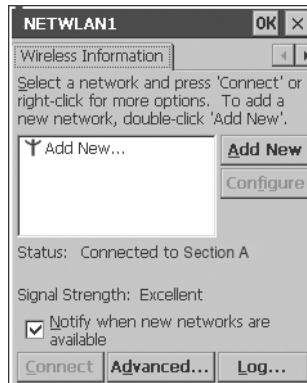 NETWLAN1 OK ×
Wireless Information
Select a network and press 'Connect' or
right-click for more options. To add a
new network, double-click 'Add New'.
Add New...
Add New
Configure
Status: Connected to Section A
Signal Strength: Excellent
Notify when new networks are
available
Connect Advanced... Log...